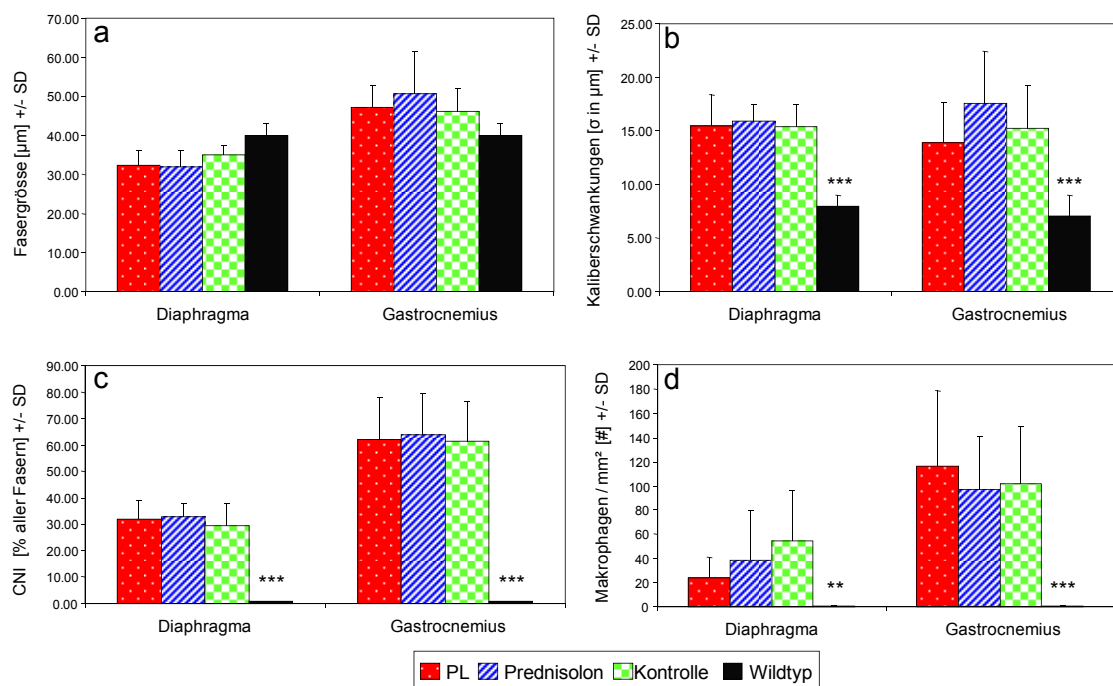 a
Fasergrösse [µm] +/- SD
70.00
60.00
50.00
40.00
30.00
20.00
10.00
0.00
Diaphragma
Gastrocnemius
b
Kaliberschwankungen [σ in µm] +/- SD
25.00
20.00
15.00
10.00
5.00
0.00
***
***
Diaphragma
Gastrocnemius
c
CNI [% aller Fasern] +/- SD
90.00
80.00
70.00
60.00
50.00
40.00
30.00
20.00
10.00
0.00
***
***
Diaphragma
Gastrocnemius
d
Makrophagen / mm² [#] +/- SD
200
180
160
140
120
100
80
60
40
20
0
**
***
Diaphragma
Gastrocnemius
PL Prednisolon Kontrolle Wildtyp